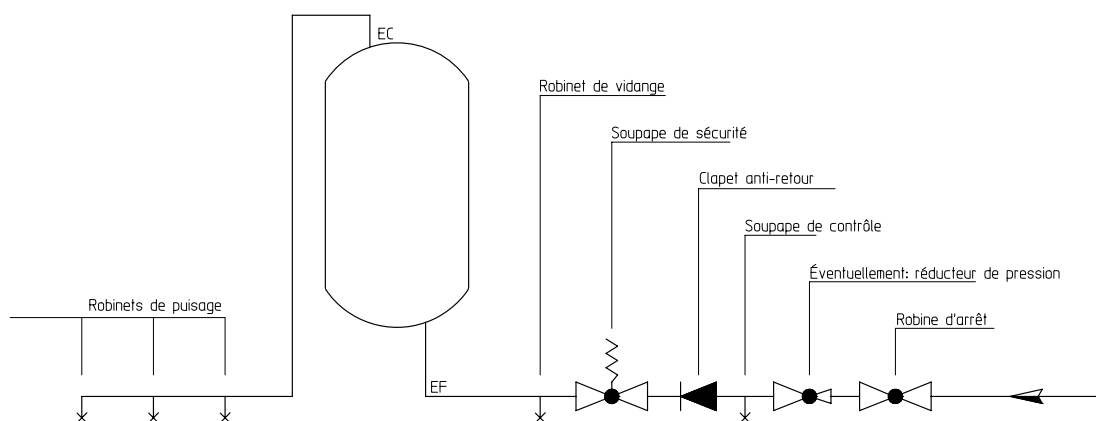 EC
Robinet de vidange
Soupape de sécurité
Clapet anti-retour
Soupape de contrôle
Éventuellement: réducteur de pression
Robinets de puisage
Robine d'arrêt
EF